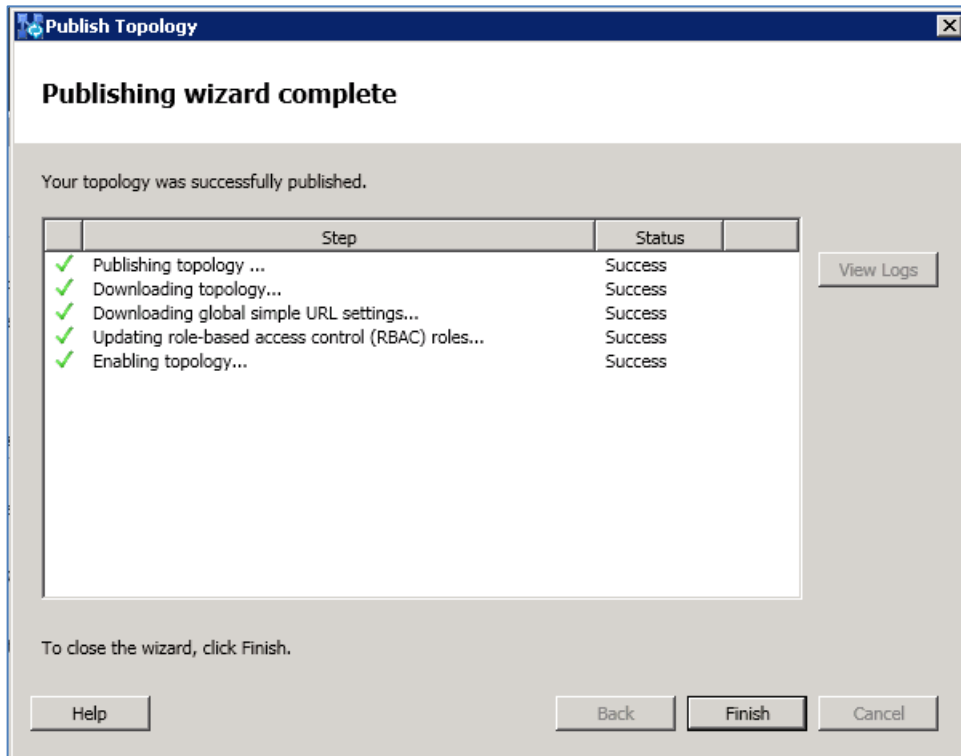 Publish Topology
Publishing wizard complete
Your topology was successfully published.
Step Status
Publishing topology ... Success
Downloading topology... Success
Downloading global simple URL settings... Success
Updating role-based access control (RBAC) roles... Success
Enabling topology... Success
View Logs
To close the wizard, click Finish.
Help Back Finish Cancel